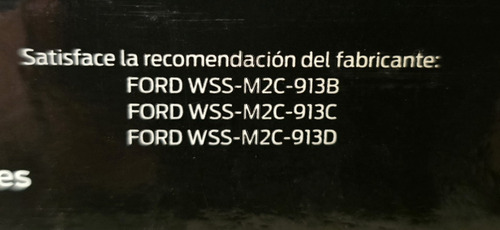 Satisface la recomendación del fabricante:
FORD WSS-M2C-913B
FORD WSS-M2C-913C
FORD WSS-M2C-913D
es